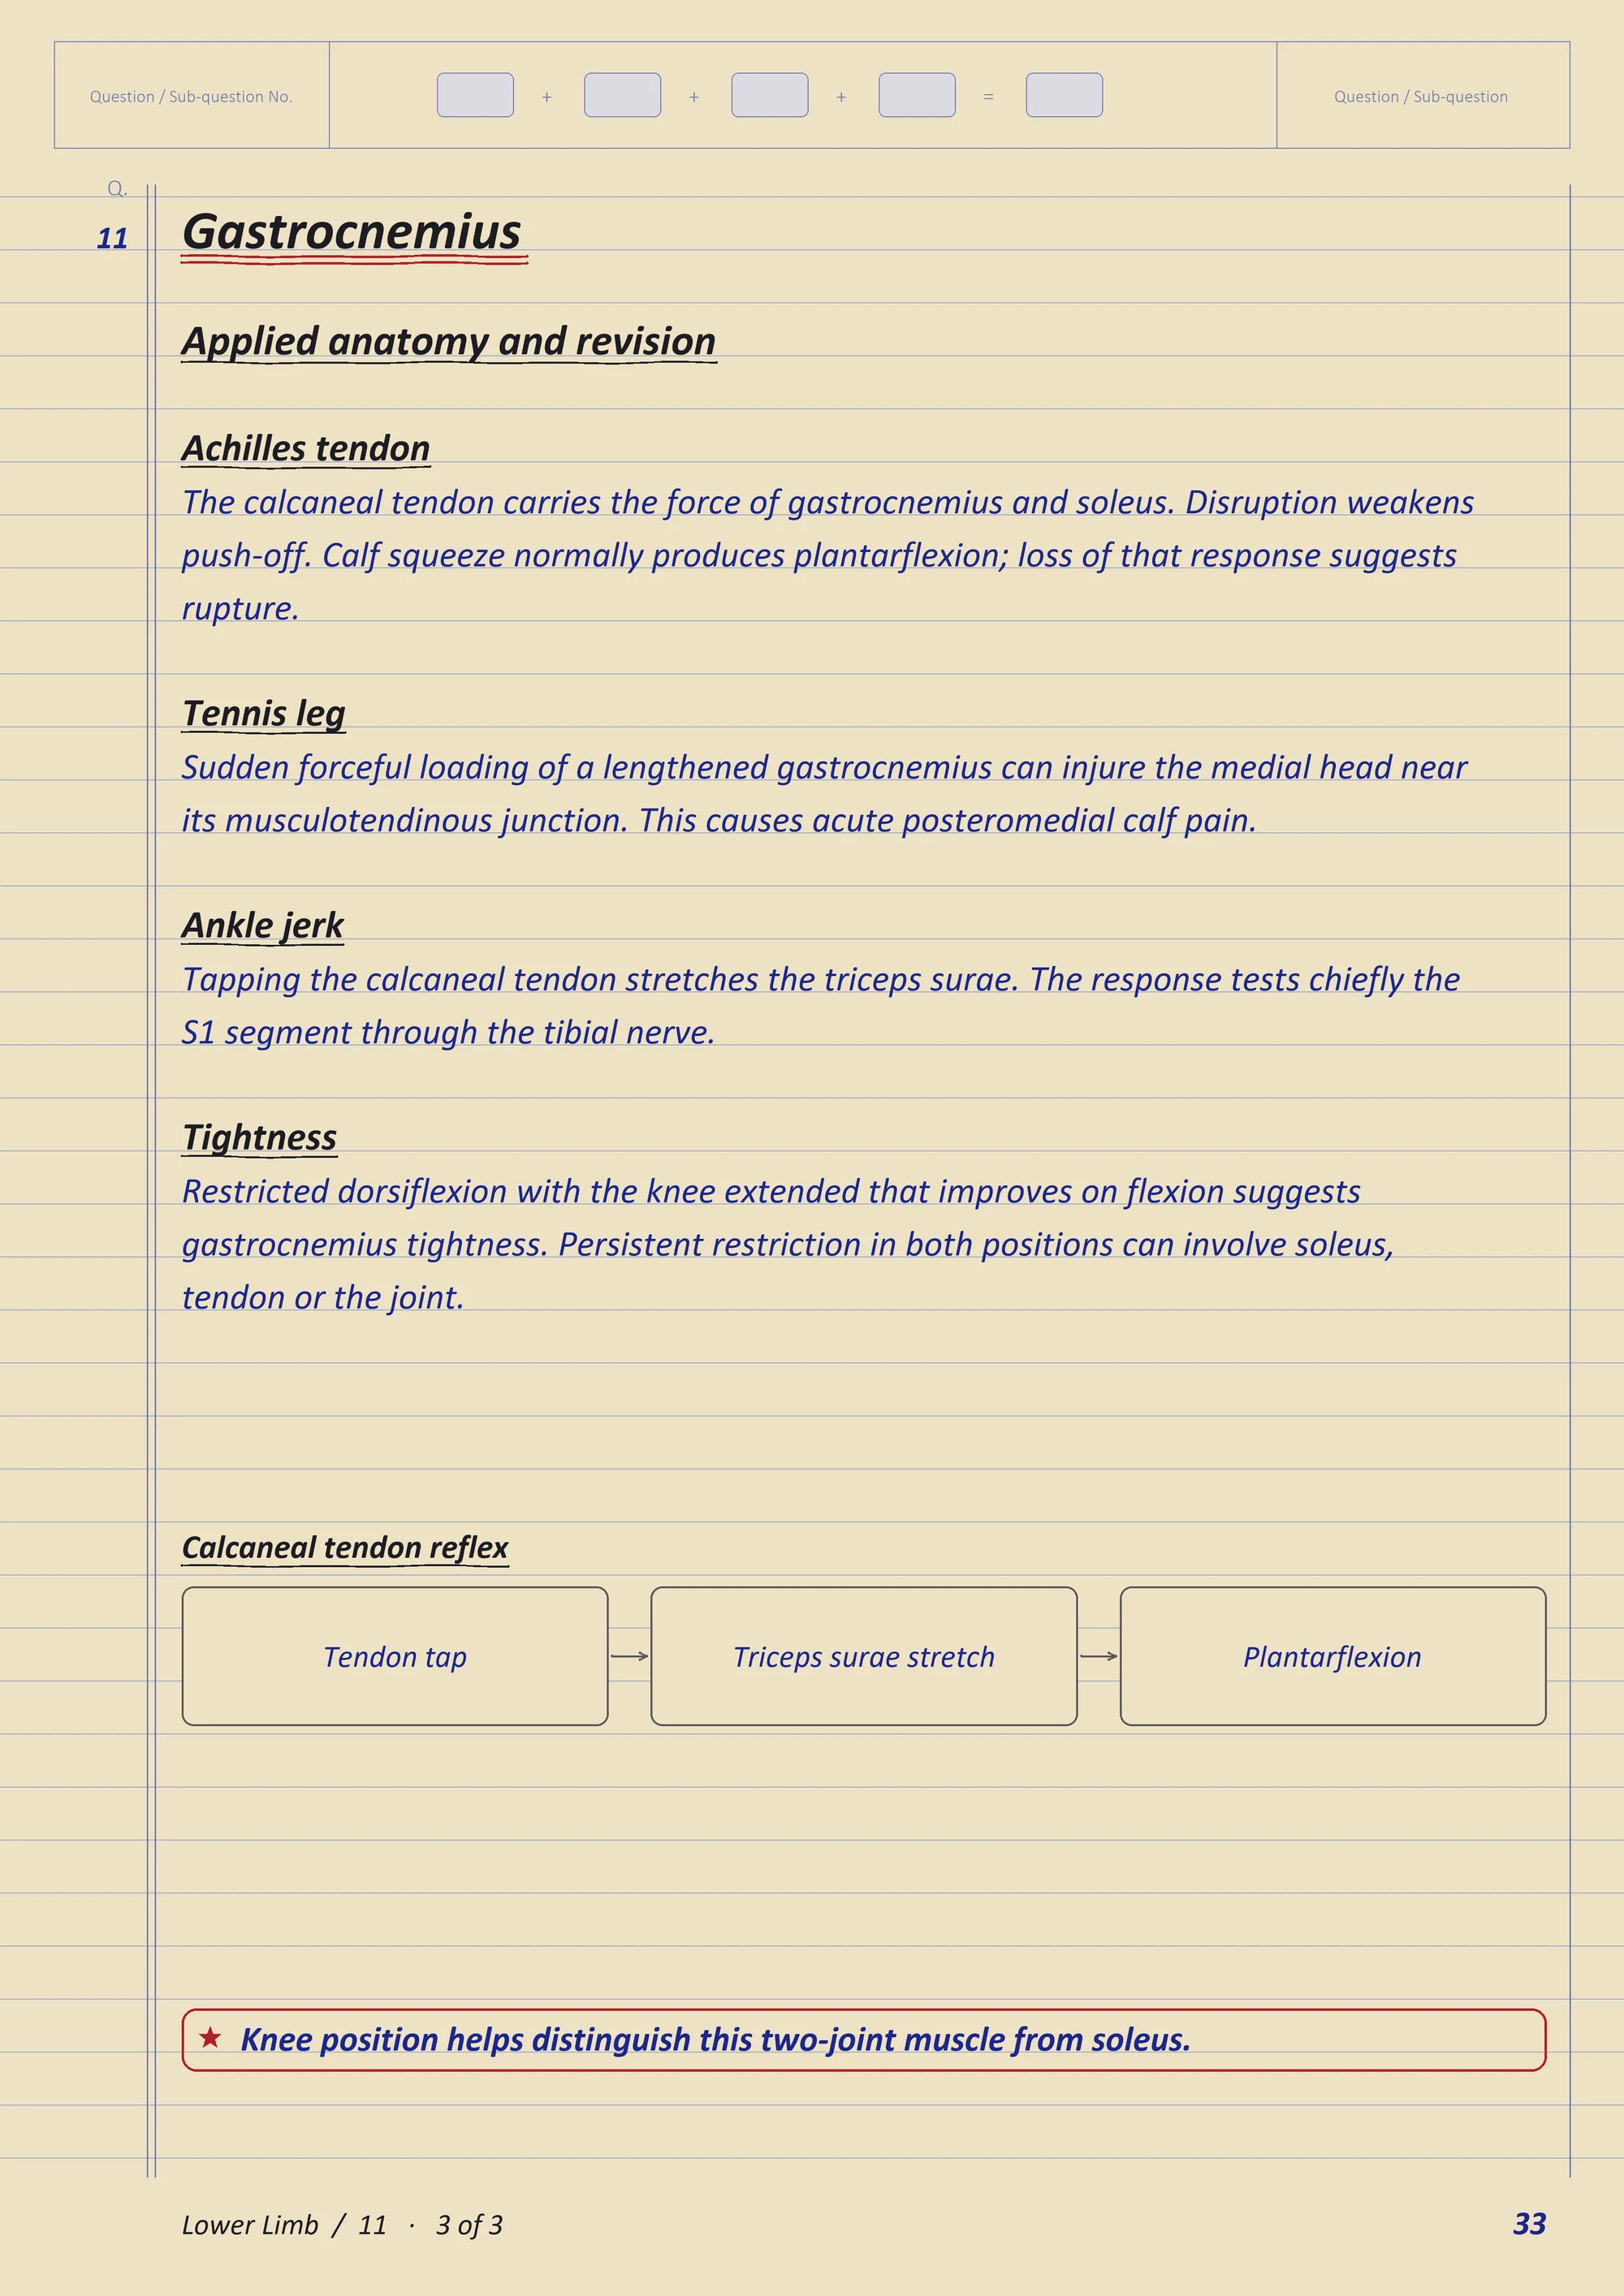 Question / Sub-question No.
+ + + =
Question / Sub-question
Q.
11
Gastrocnemius
Applied anatomy and revision
Achilles tendon
The calcaneal tendon carries the force of gastrocnemius and soleus. Disruption weakens
push-off. Calf squeeze normally produces plantarflexion; loss of that response suggests
rupture.
Tennis leg
Sudden forceful loading of a lengthened gastrocnemius can injure the medial head near
its musculotendinous junction. This causes acute posteromedial calf pain.
Ankle jerk
Tapping the calcaneal tendon stretches the triceps surae. The response tests chiefly the
S1 segment through the tibial nerve.
Tightness
Restricted dorsiflexion with the knee extended that improves on flexion suggests
gastrocnemius tightness. Persistent restriction in both positions can involve soleus,
tendon or the joint.
Calcaneal tendon reflex
Tendon tap
Triceps surae stretch
Plantarflexion
★ Knee position helps distinguish this two-joint muscle from soleus.
Lower Limb / 11 · 3 of 3
33